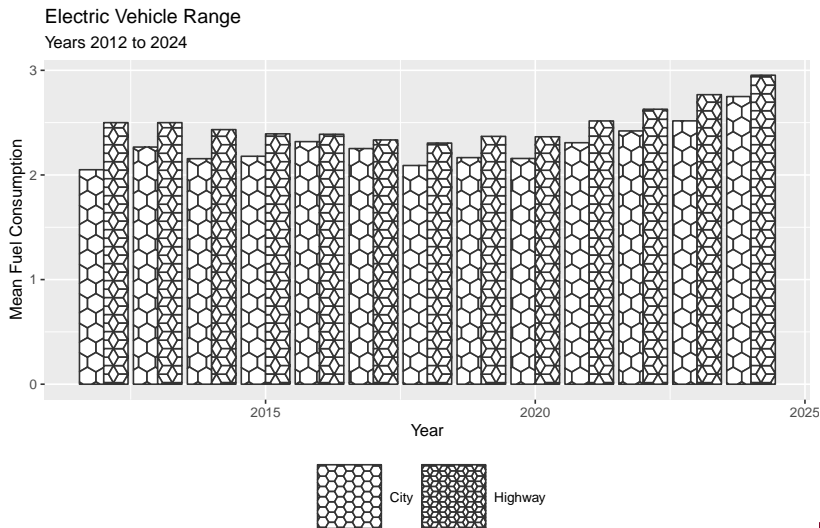 Electric Vehicle Range
Years 2012 to 2024
Mean Fuel Consumption
3
2
1
0
2015
2020
2025
Year
City
Highway